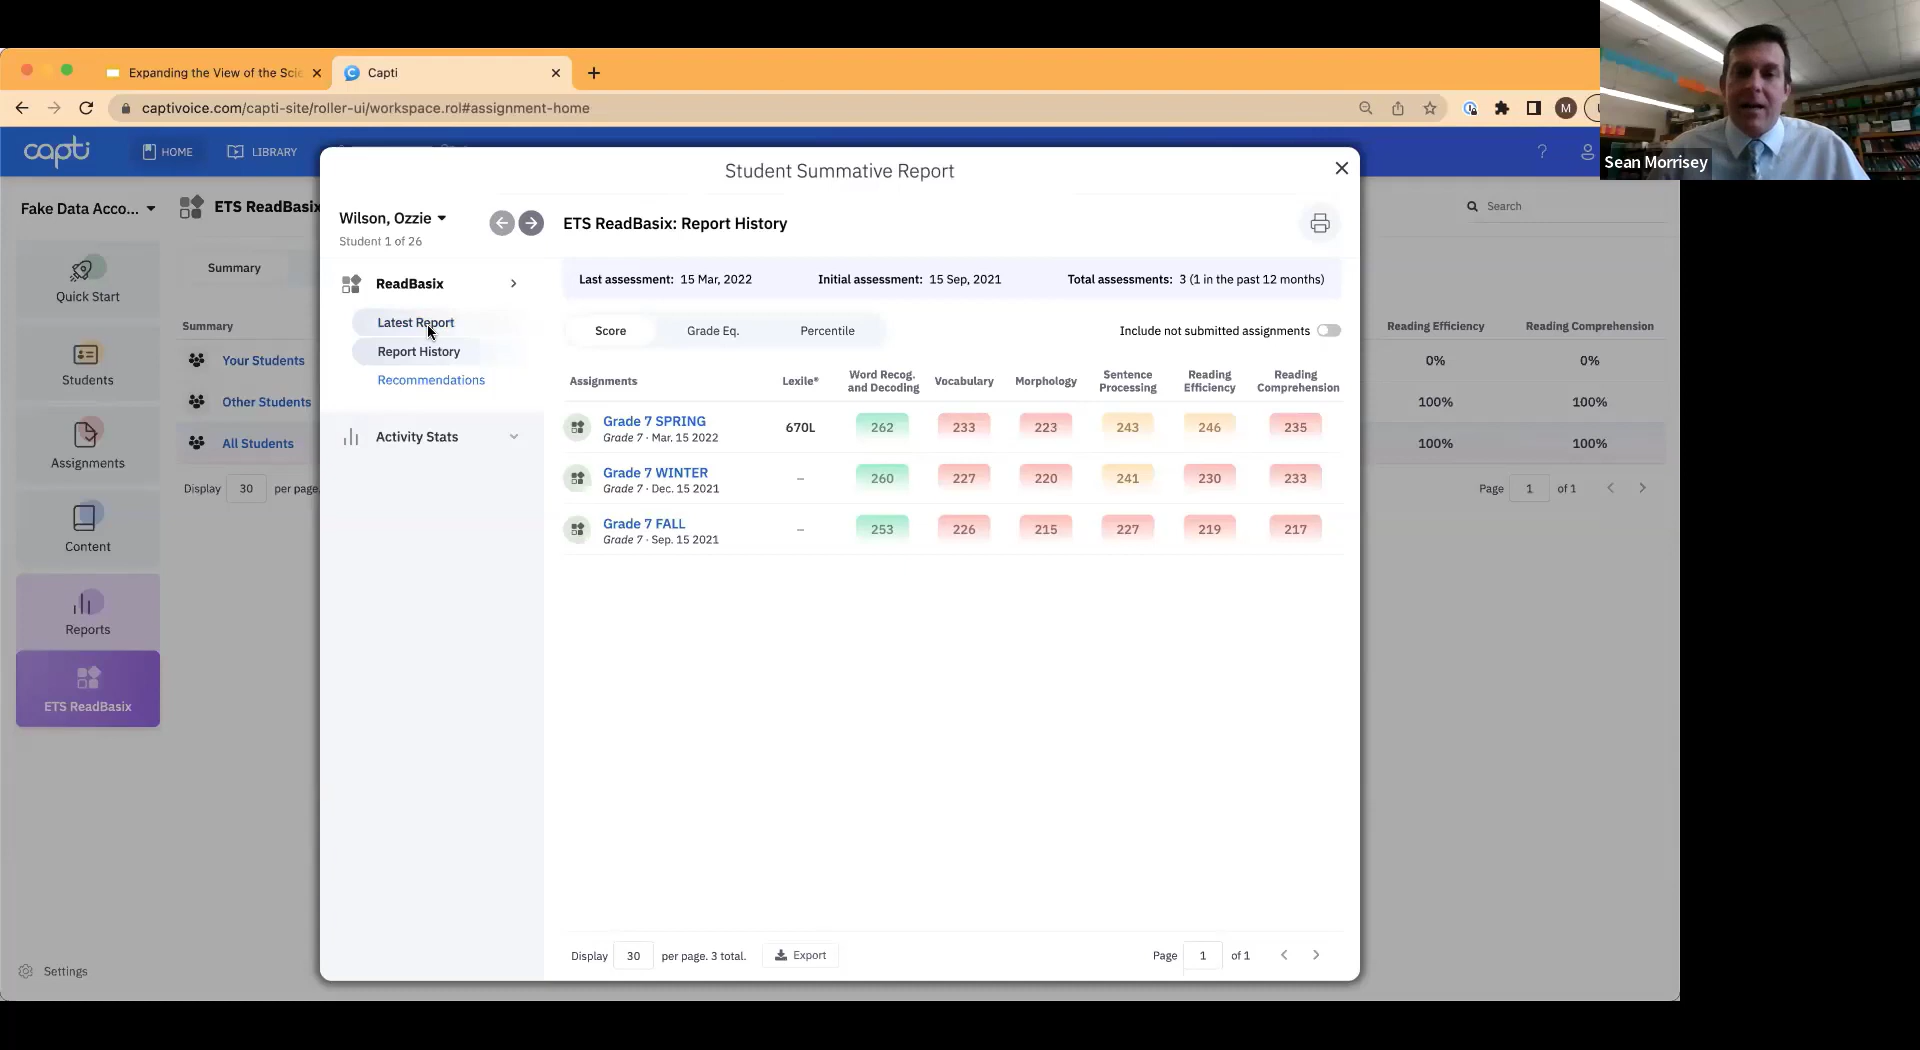 Expanding the View of the Scie
Capti
captivoice.com/capti-site/roller-ui/workspace.rol#assignment-home
M
capti
HOME
LIBRARY
Sean Morrisey
Fake Data Acco...
ETS ReadBasix
Search
Quick Start
Students
Assignments
Content
Reports
ETS ReadBasix
Settings
Summary
Summary
Your Students
Other Students
All Students
Display 30 per page.
Reading Efficiency Reading Comprehension
0% 0%
100% 100%
100% 100%
Page 1 of 1
Student Summative Report
Wilson, Ozzie
Student 1 of 26
ReadBasix
Latest Report
Report History
Recommendations
Activity Stats
ETS ReadBasix: Report History
Last assessment: 15 Mar, 2022 Initial assessment: 15 Sep, 2021 Total assessments: 3 (1 in the past 12 months)
Score Grade Eq. Percentile Include not submitted assignments
Assignments Lexile® Word Recog. and Decoding Vocabulary Morphology Sentence Processing Reading Efficiency Reading Comprehension
Grade 7 SPRING 670L 262 233 223 243 246 235
Grade 7 · Mar. 15 2022
Grade 7 WINTER – 260 227 220 241 230 233
Grade 7 · Dec. 15 2021
Grade 7 FALL – 253 226 215 227 219 217
Grade 7 · Sep. 15 2021
Display 30 per page. 3 total. Export Page 1 of 1